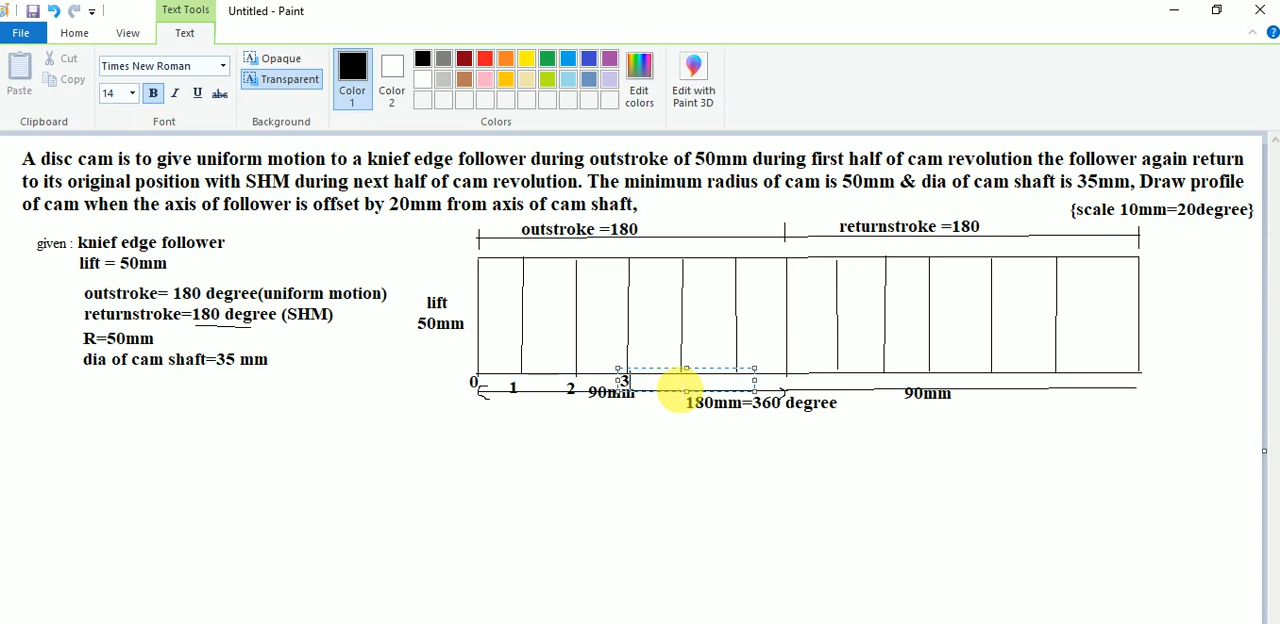 Text Tools
Untitled - Paint
File
Home
View
Text
Paste
Cut
Copy
Clipboard
Times New Roman
14
B
I
U
abc
Font
Opaque
Transparent
Background
Color 1
Color 2
Edit colors
Colors
Edit with Paint 3D
A disc cam is to give uniform motion to a knief edge follower during outstroke of 50mm during first half of cam revolution the follower again return
to its original position with SHM during next half of cam revolution. The minimum radius of cam is 50mm & dia of cam shaft is 35mm, Draw profile
of cam when the axis of follower is offset by 20mm from axis of cam shaft,
{scale 10mm=20degree}
given : knief edge follower
lift = 50mm
outstroke= 180 degree(uniform motion)
returnstroke=180 degree (SHM)
R=50mm
dia of cam shaft=35 mm
outstroke =180
returnstroke =180
lift
50mm
0
1
2
3
90mm
180mm=360 degree
90mm